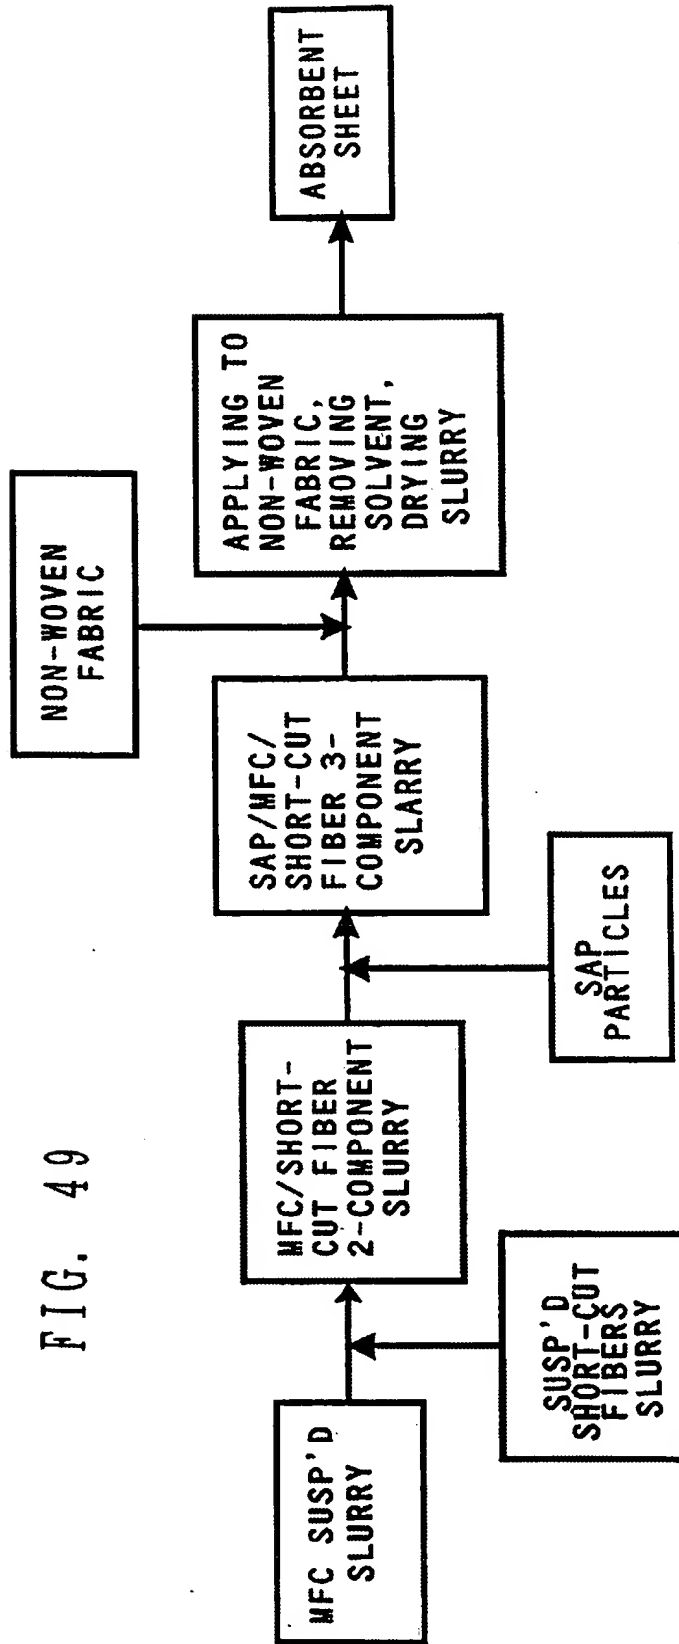 FIG. 49
MFC SUSP'D
SLURRY
SUSP'D
SHORT-CUT
FIBERS
SLURRY
MFC/SHORT-
CUT FIBER
2-COMPONENT
SLURRY
SAP
PARTICLES
SAP/MFC/
SHORT-CUT
FIBER 3-
COMPONENT
SLARRY
NON-WOVEN
FABRIC
APPLYING TO
NON-WOVEN
FABRIC,
REMOVING
SOLVENT,
DRYING
SLURRY
ABSORBENT
SHEET